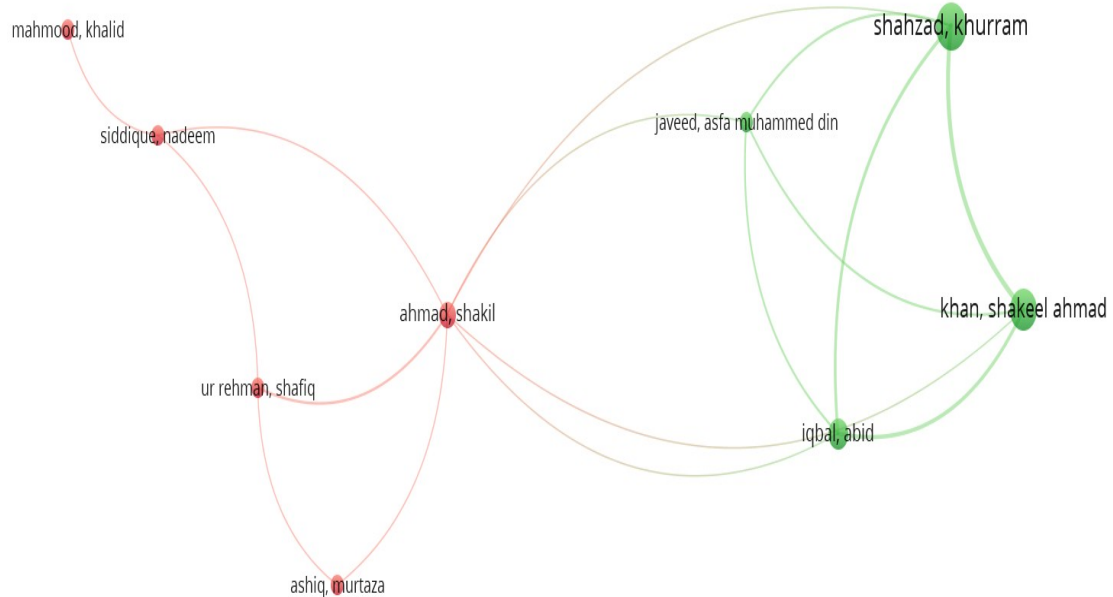 shahzad, khurram
mahmood, khalid
javeed, asfa muhammed din
siddique, nadeem
khan, shakeel ahmad
ahmad, shakil
ur rehman, shafiq
iqbal, abid
ashiq, murtaza